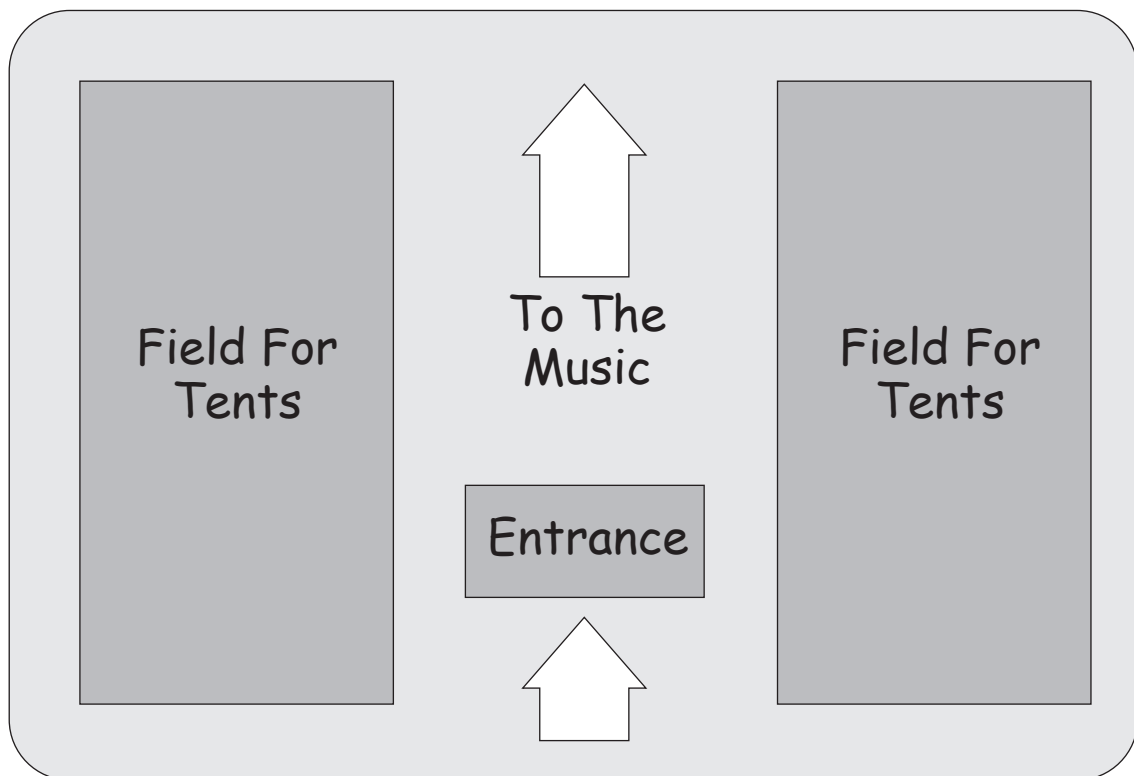 Field For
Tents
To The
Music
Field For
Tents
Entrance